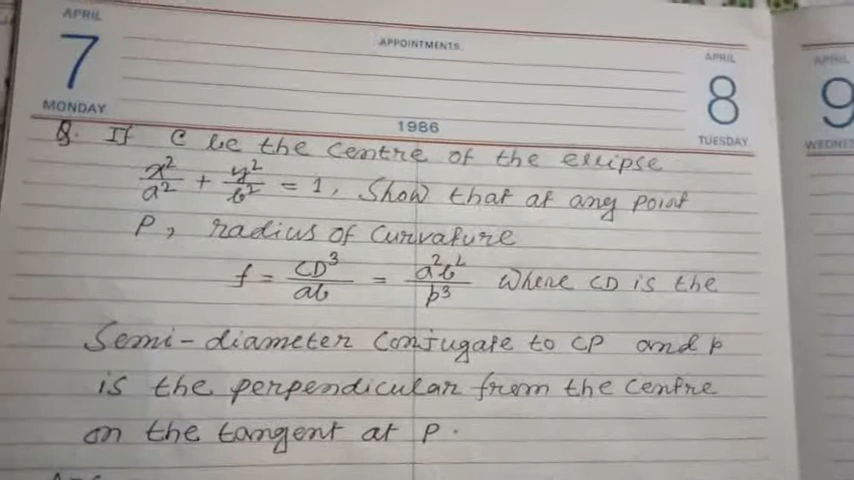 APRIL
7
MONDAY
APPOINTMENTS
APRIL
8
TUESDAY
APRIL
9
1986
Q. If C be the centre of the ellipse
x²/a² + y²/b² = 1, Show that at any point
P, radius of curvature
f = CD³/ab = a²b²/p³ where CD is the
Semi-diameter conjugate to CP and p
is the perpendicular from the centre
on the tangent at P.